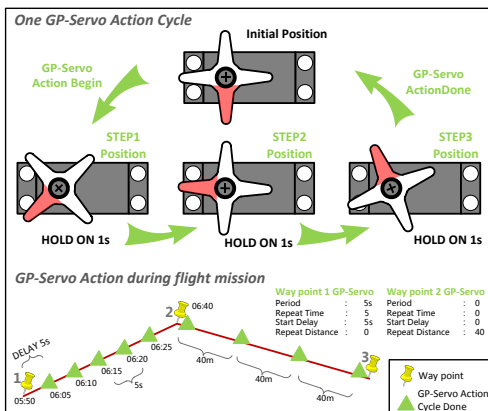 One GP-Servo Action Cycle
Initial Position
GP-Servo
Action Begin
GP-Servo
ActionDone
STEP1
Position
STEP2
Position
STEP3
Position
HOLD ON 1s
HOLD ON 1s
HOLD ON 1s
GP-Servo Action during flight mission
Way point 1 GP-Servo
Period : 5s
Repeat Time : 5
Start Delay : 5s
Repeat Distance : 0
Way point 2 GP-Servo
Period : 0
Repeat Time : 0
Start Delay : 0
Repeat Distance : 40
2
06:40
06:25
06:20
06:15
06:10
06:05
05:50
DELAY 5s
1
5s
40m
40m
40m
3
Way point
GP-Servo Action
Cycle Done